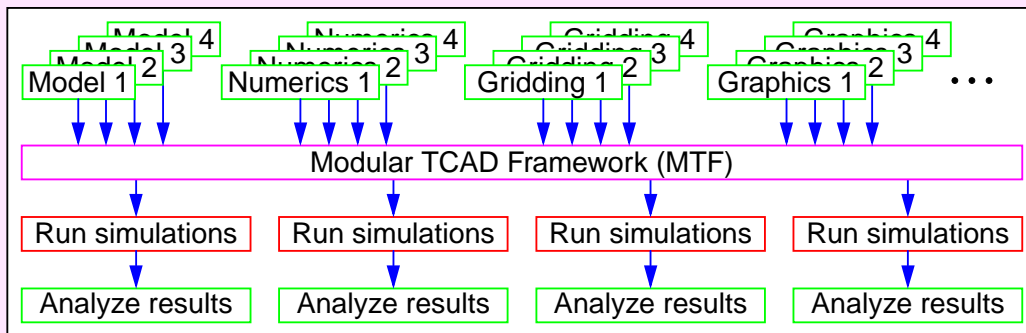 Model 4
Numerics 4
Gridding 4
Graphics 4
Model 3
Numerics 3
Gridding 3
Graphics 3
Model 2
Numerics 2
Gridding 2
Graphics 2
Model 1
Numerics 1
Gridding 1
Graphics 1
...
Modular TCAD Framework (MTF)
Run simulations
Run simulations
Run simulations
Run simulations
Analyze results
Analyze results
Analyze results
Analyze results